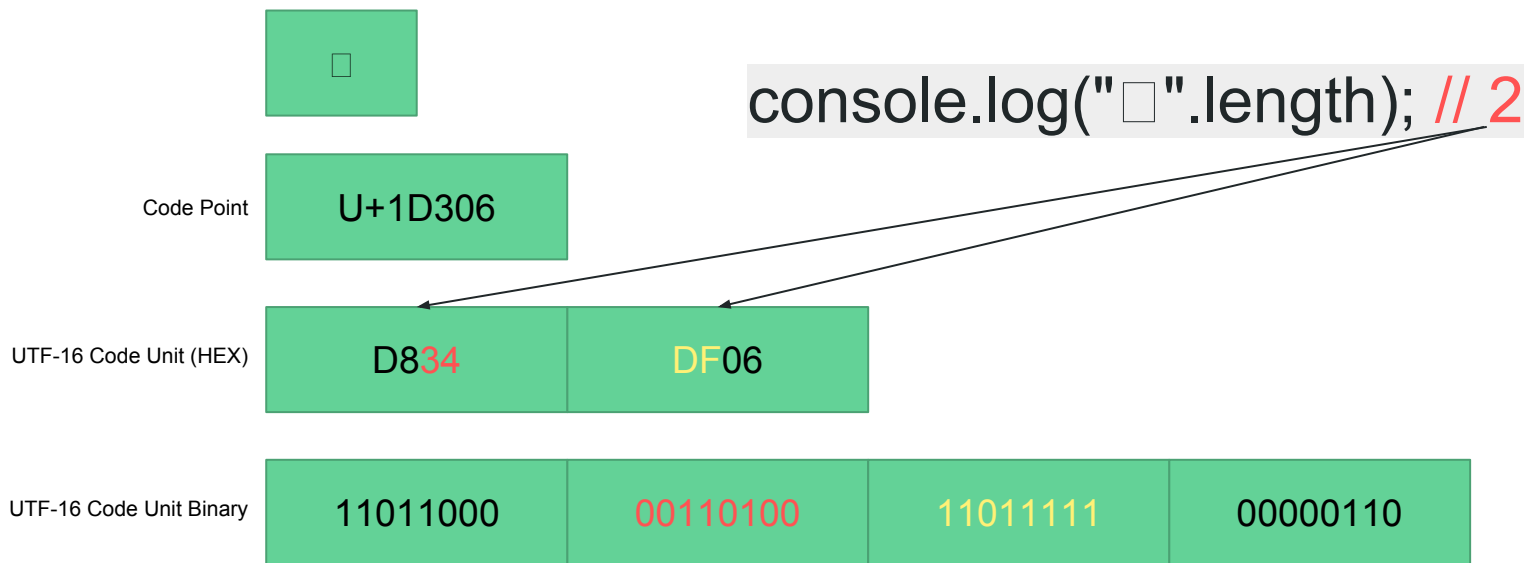 □
console.log("□".length); // 2
Code Point
U+1D306
UTF-16 Code Unit (HEX)
D834
DF06
UTF-16 Code Unit Binary
11011000
00110100
11011111
00000110